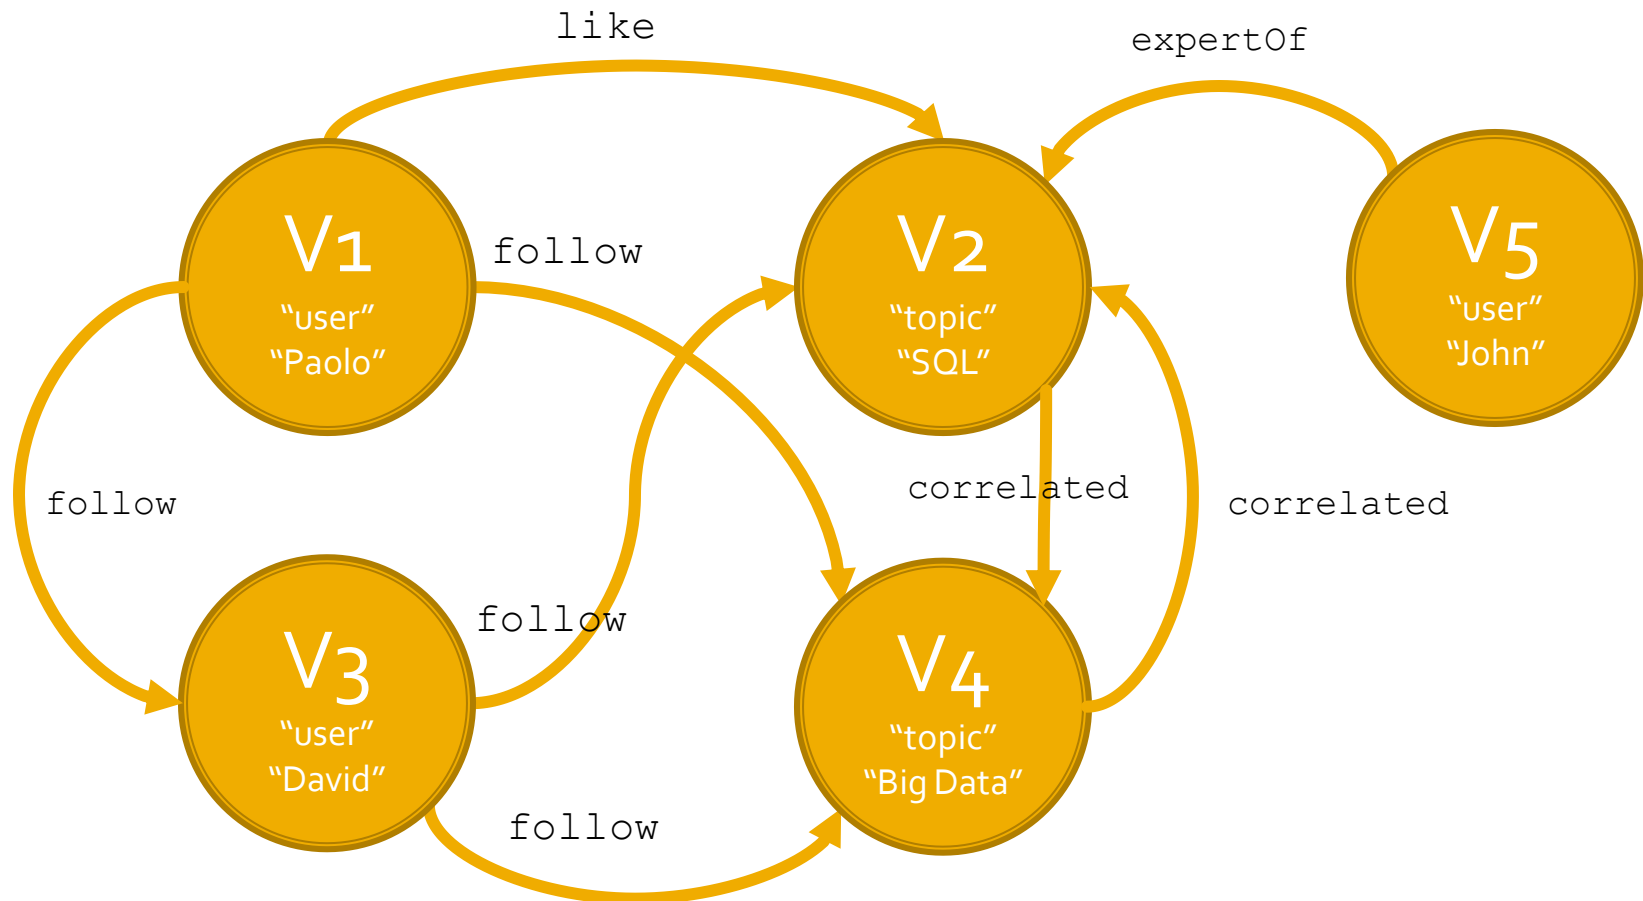 like
expertOf
V1
“user”
“Paolo”
follow
V2
“topic”
“SQL”
V5
“user”
“John”
follow
correlated
correlated
follow
V3
“user”
“David”
V4
“topic”
“Big Data”
follow